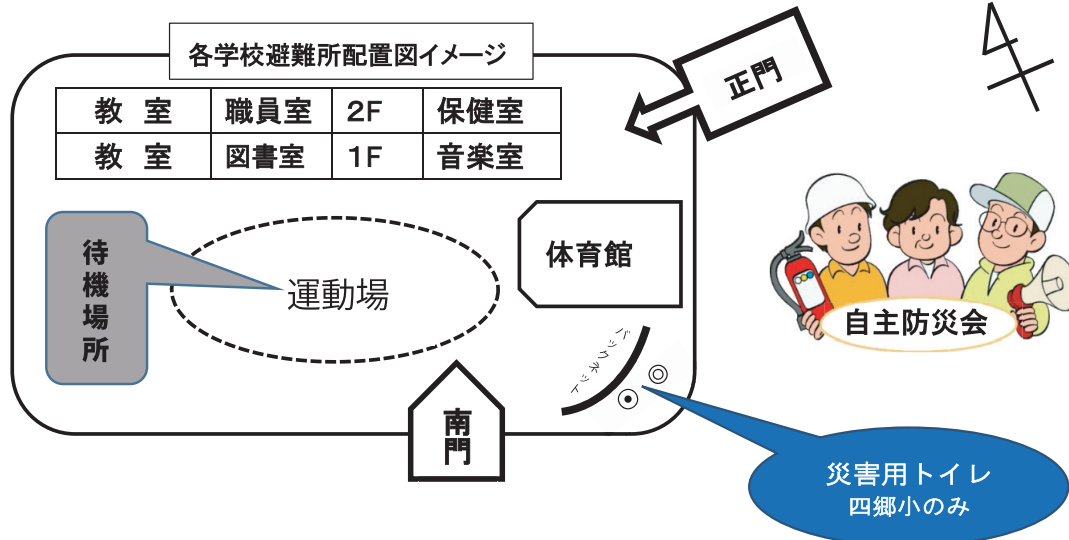 各学校避難所配置図イメージ
正門
教 室 職員室 2F 保健室
教 室 図書室 1F 音楽室
待機場所
運動場
体育館
バックネット
南門
自主防災会
災害用トイレ
四郷小のみ